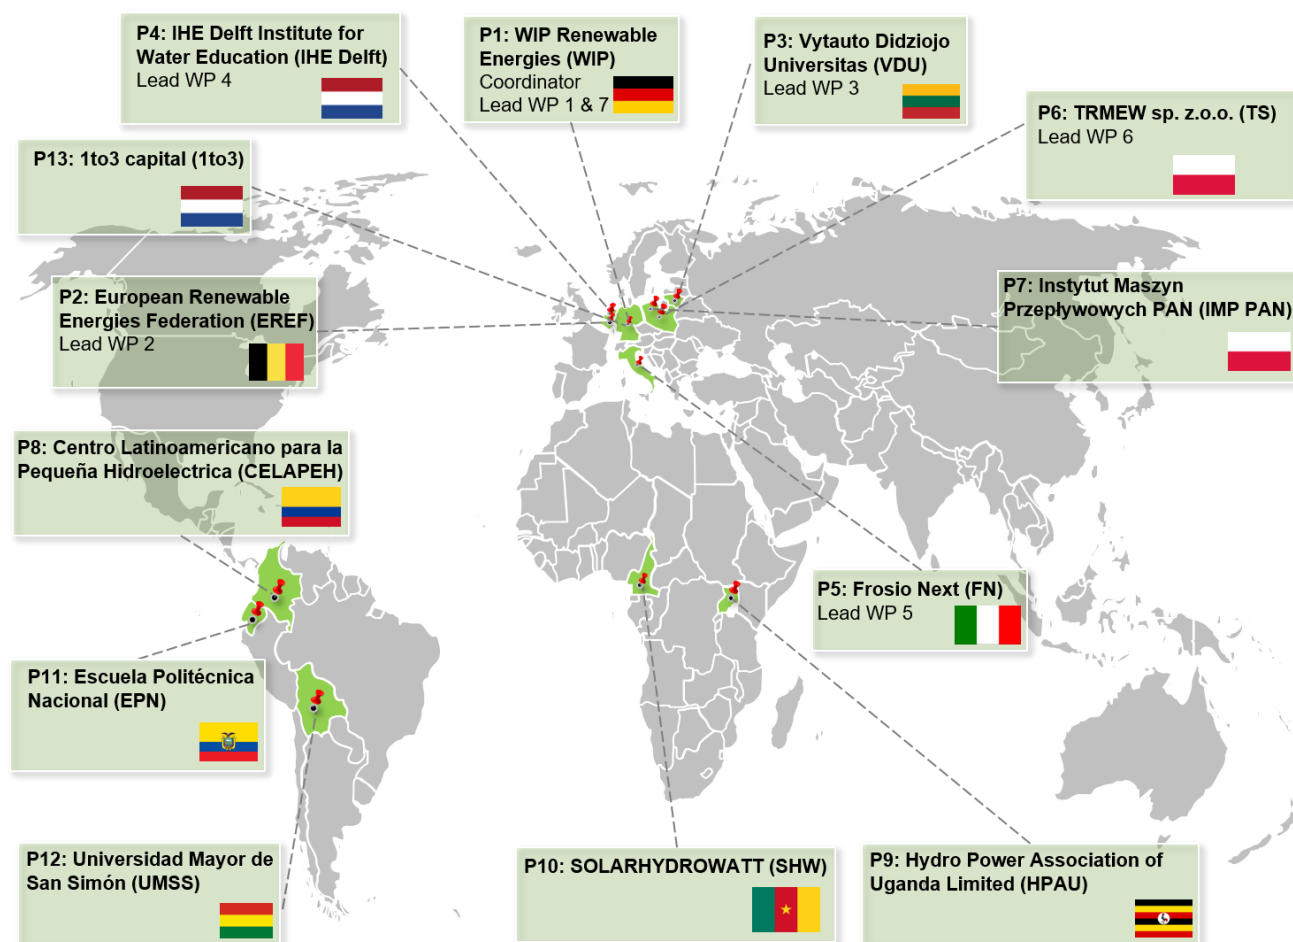 P4: IHE Delft Institute for
Water Education (IHE Delft)
Lead WP 4
P1: WIP Renewable
Energies (WIP)
Coordinator
Lead WP 1 & 7
P3: Vytauto Didziojo
Universitas (VDU)
Lead WP 3
P6: TRMEW sp. z.o.o. (TS)
Lead WP 6
P13: 1to3 capital (1to3)
P2: European Renewable
Energies Federation (EREF)
Lead WP 2
P7: Instytut Maszyn
Przepływowych PAN (IMP PAN)
P8: Centro Latinoamericano para la
Pequeña Hidroelectrica (CELAPEH)
P5: Frosio Next (FN)
Lead WP 5
P11: Escuela Politécnica
Nacional (EPN)
P12: Universidad Mayor de
San Simón (UMSS)
P10: SOLARHYDROWATT (SHW)
P9: Hydro Power Association of
Uganda Limited (HPAU)